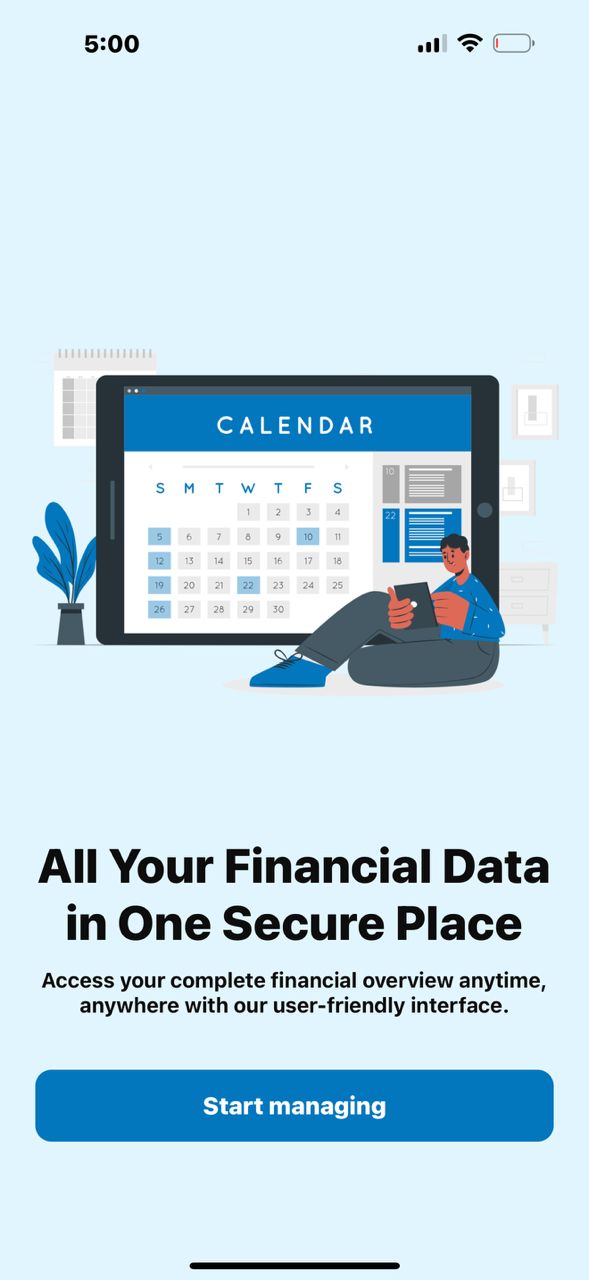 5:00
CALENDAR
S M T W T F S
1 2 3 4
5 6 7 8 9 10 11
12 13 14 15 16 17 18
19 20 21 22 23 24 25
26 27 28 29 30
10
22
All Your Financial Data
in One Secure Place
Access your complete financial overview anytime,
anywhere with our user-friendly interface.
Start managing